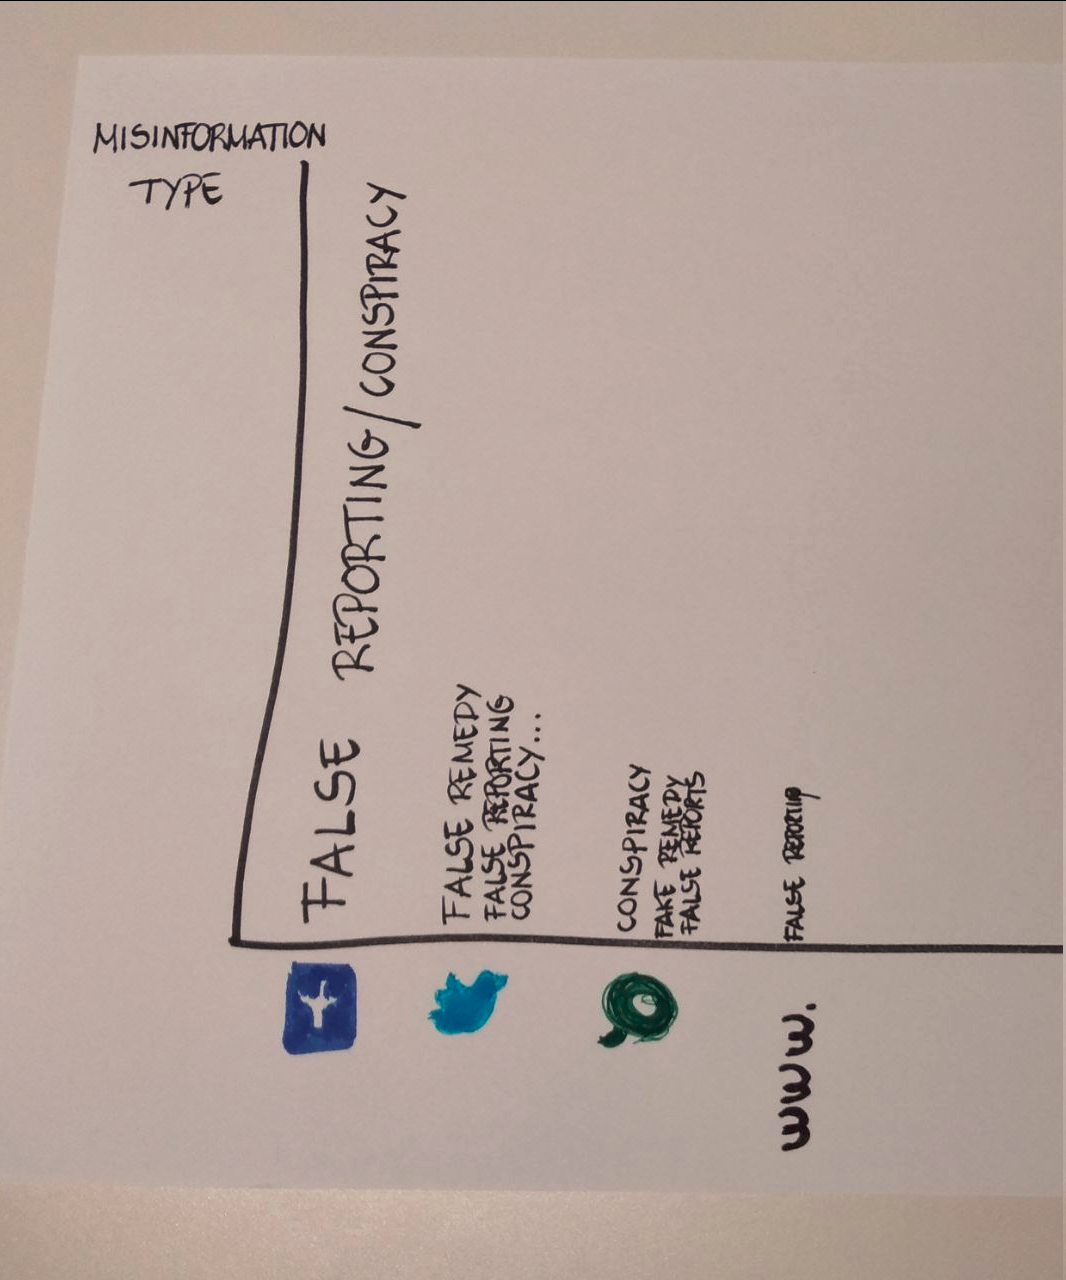 MISINFORMATION
TYPE
FALSE REPORTING/CONSPIRACY
FALSE REMEDY
FALSE REPORTING
CONSPIRACY...
CONSPIRACY
FAKE REMEDY
FALSE REPORTS
FALSE REPORTING
www.